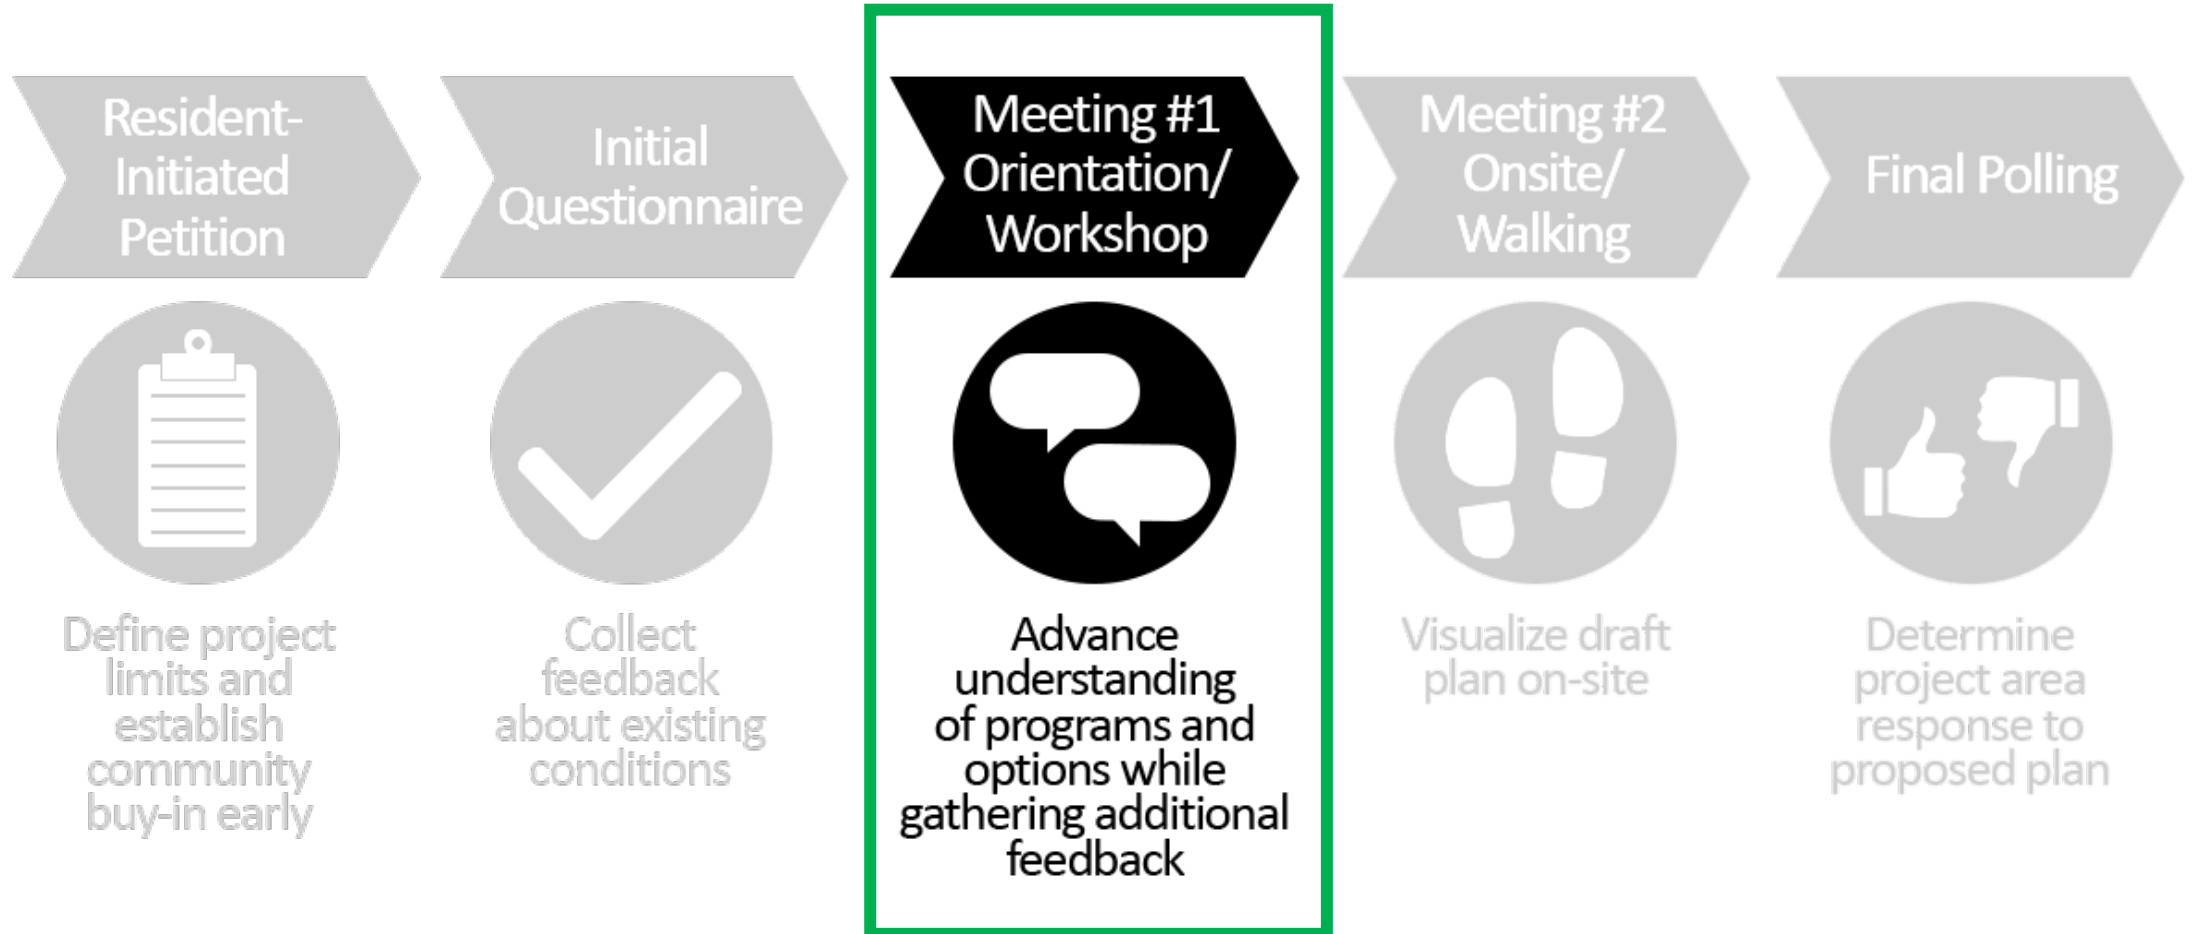 Resident-
Initiated
Petition
Initial
Questionnaire
Meeting #1
Orientation/
Workshop
Meeting #2
Onsite/
Walking
Final Polling
Define project
limits and
establish
community
buy-in early
Collect
feedback
about existing
conditions
Advance
understanding
of programs and
options while
gathering additional
feedback
Visualize draft
plan on-site
Determine
project area
response to
proposed plan